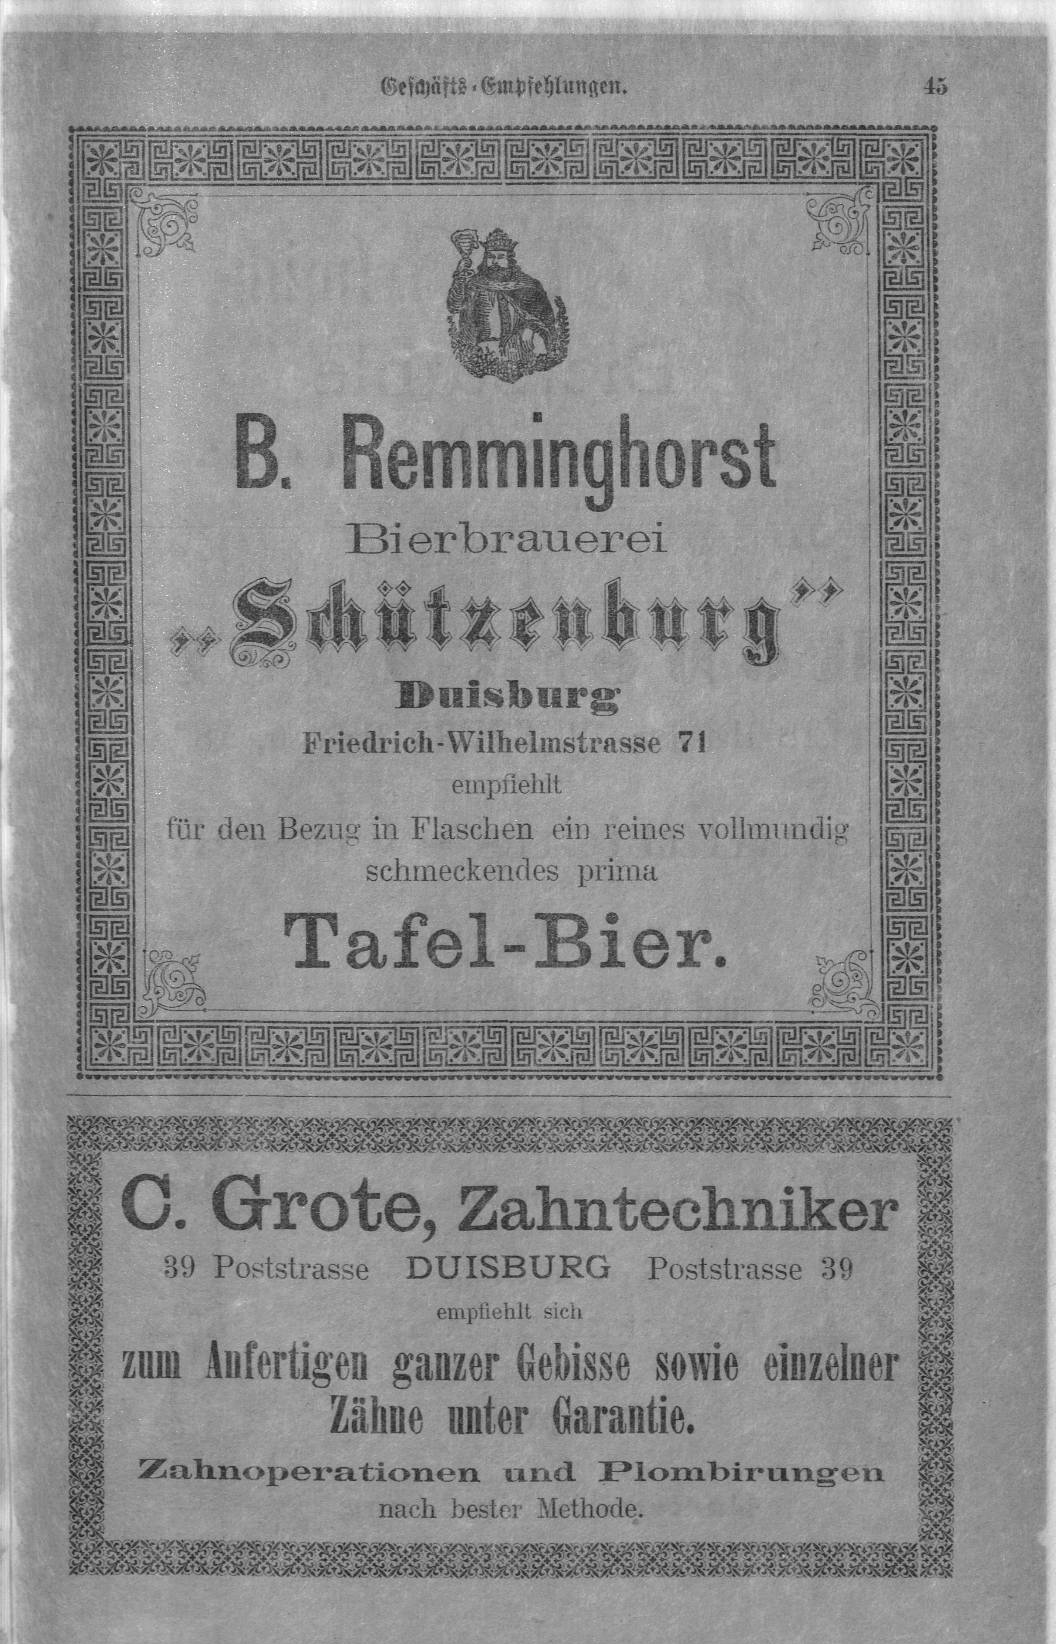 Geschäfts-Empfehlungen. 45
B. Remminghorst
Bierbrauerei
„Schützenburg”
Duisburg
Friedrich-Wilhelmstrasse 71
empfiehlt
für den Bezug in Flaschen ein reines vollmundig
schmeckendes prima
Tafel-Bier.
C. Grote, Zahntechniker
39 Poststrasse DUISBURG Poststrasse 39
empfiehlt sich
zum Anfertigen ganzer Gebisse sowie einzelner
Zähne unter Garantie.
Zahnoperationen und Plombirungen
nach bester Methode.